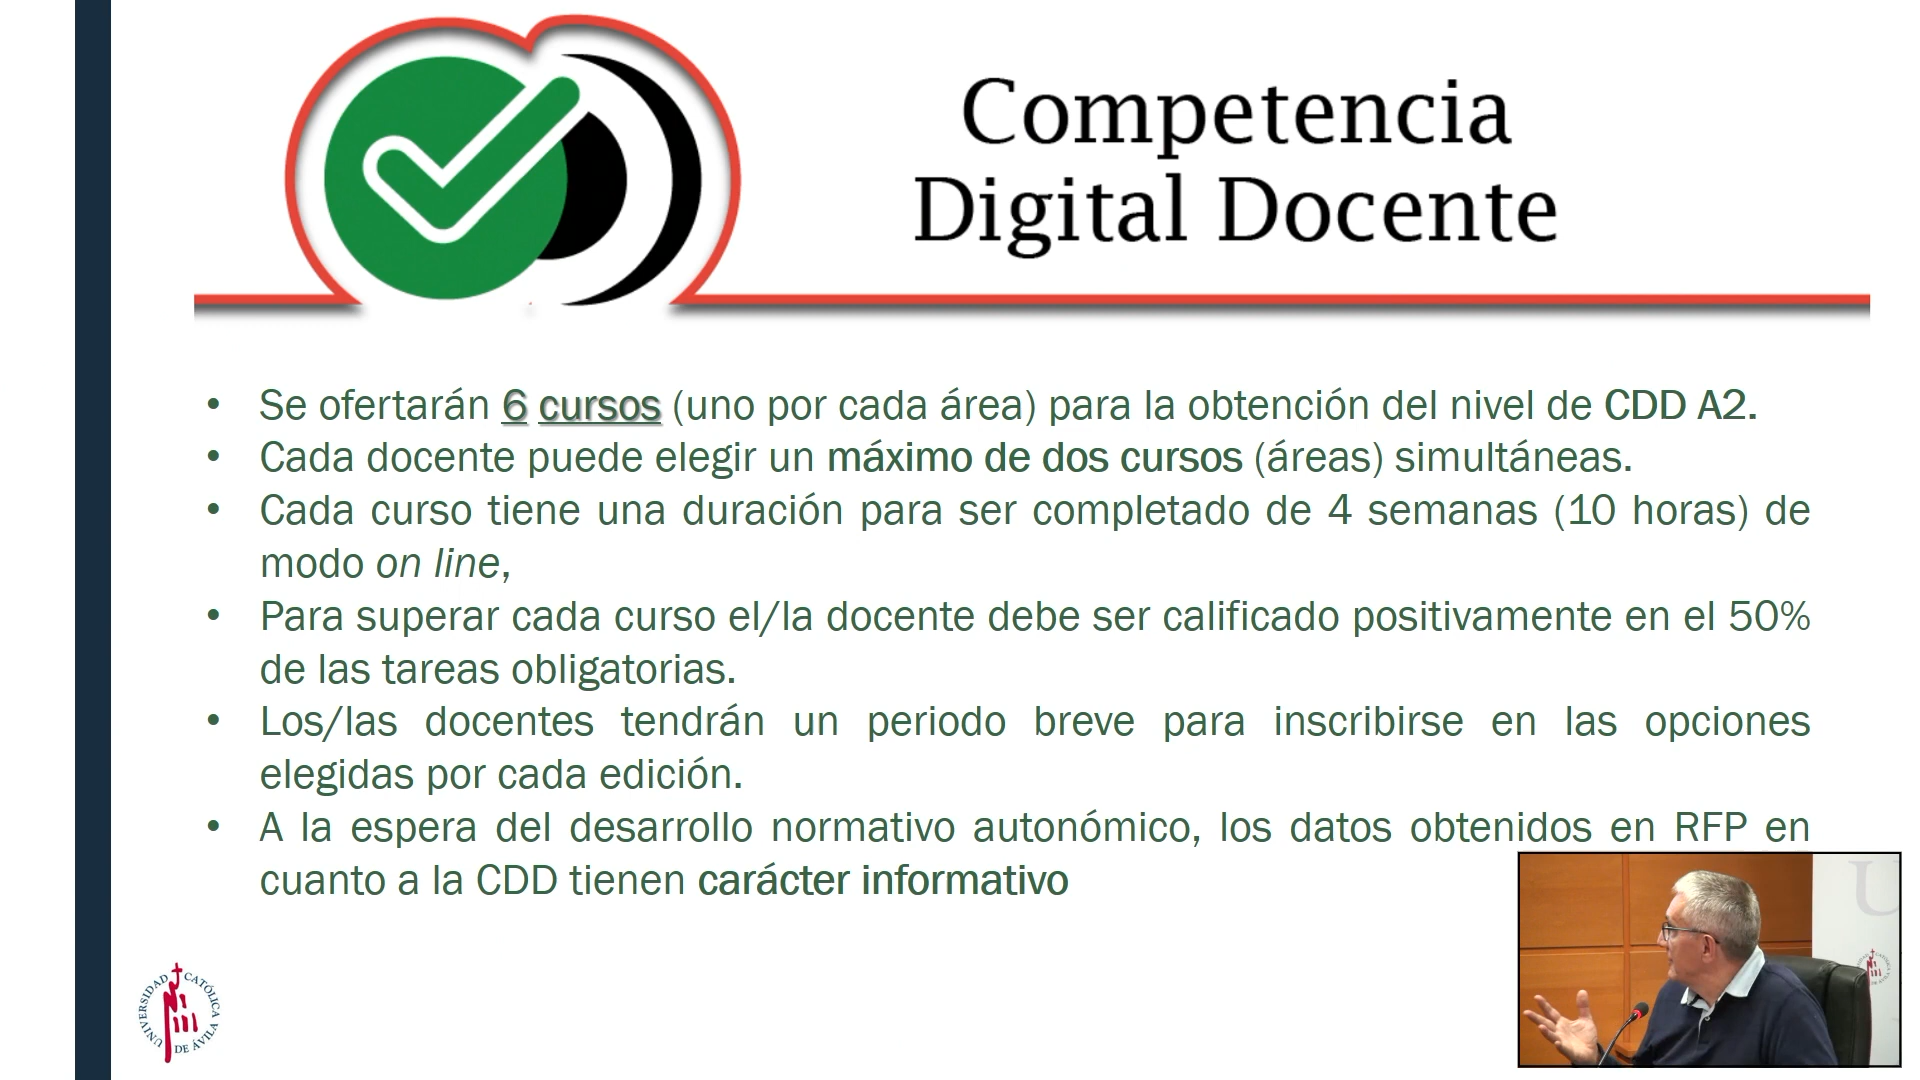 Competencia
Digital Docente
• Se ofertarán 6 cursos (uno por cada área) para la obtención del nivel de CDD A2.
• Cada docente puede elegir un máximo de dos cursos (áreas) simultáneas.
• Cada curso tiene una duración para ser completado de 4 semanas (10 horas) de
modo on line,
• Para superar cada curso el/la docente debe ser calificado positivamente en el 50%
de las tareas obligatorias.
• Los/las docentes tendrán un periodo breve para inscribirse en las opciones
elegidas por cada edición.
• A la espera del desarrollo normativo autonómico, los datos obtenidos en RFP en
cuanto a la CDD tienen carácter informativo
UNIVERSIDAD CATÓLICA DE ÁVILA
U